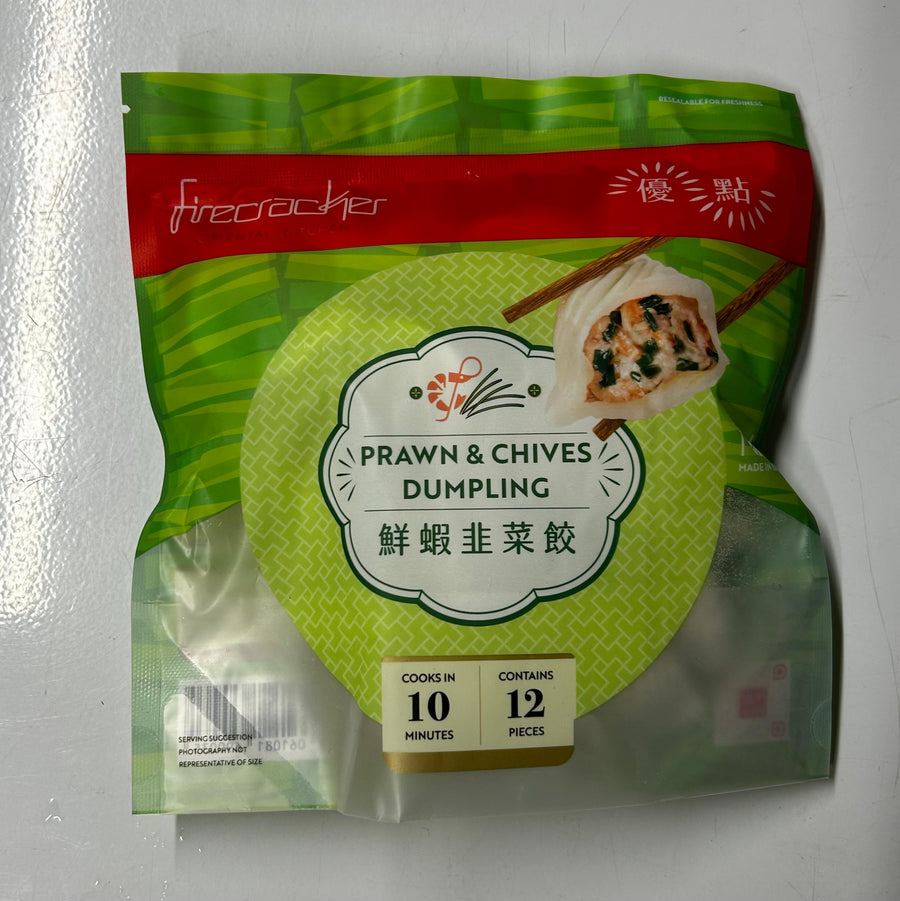 RESEALABLE FOR FRESHNESS
firecracker
優點
PRAWN & CHIVES
DUMPLING
鮮蝦韭菜餃
MADE IN
COOKS IN
10
MINUTES
CONTAINS
12
PIECES
SERVING SUGGESTION
PHOTOGRAPHY NOT
REPRESENTATIVE OF SIZE